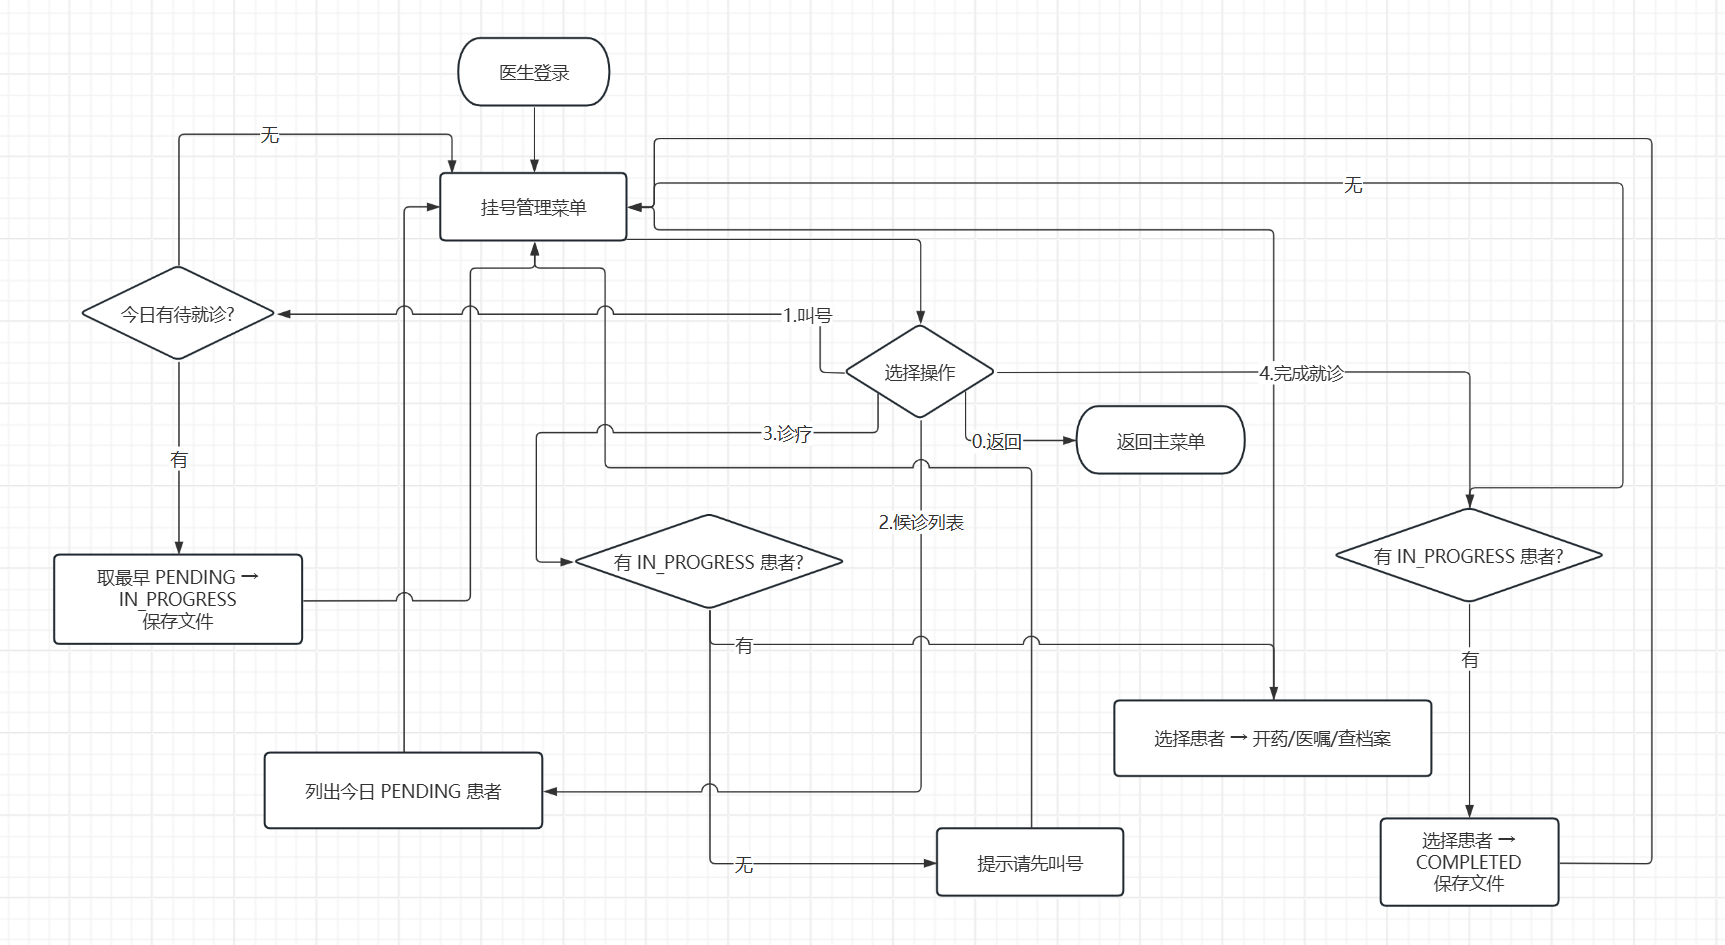 医生登录
无
挂号管理菜单
无
今日有待就诊?
1.叫号
选择操作
4.完成就诊
3.诊疗
0.返回
返回主菜单
有
2.候诊列表
有 IN_PROGRESS 患者?
有 IN_PROGRESS 患者?
取最早 PENDING →
IN_PROGRESS
保存文件
有
有
选择患者 → 开药/医嘱/查档案
列出今日 PENDING 患者
无
提示请先叫号
选择患者 →
COMPLETED
保存文件